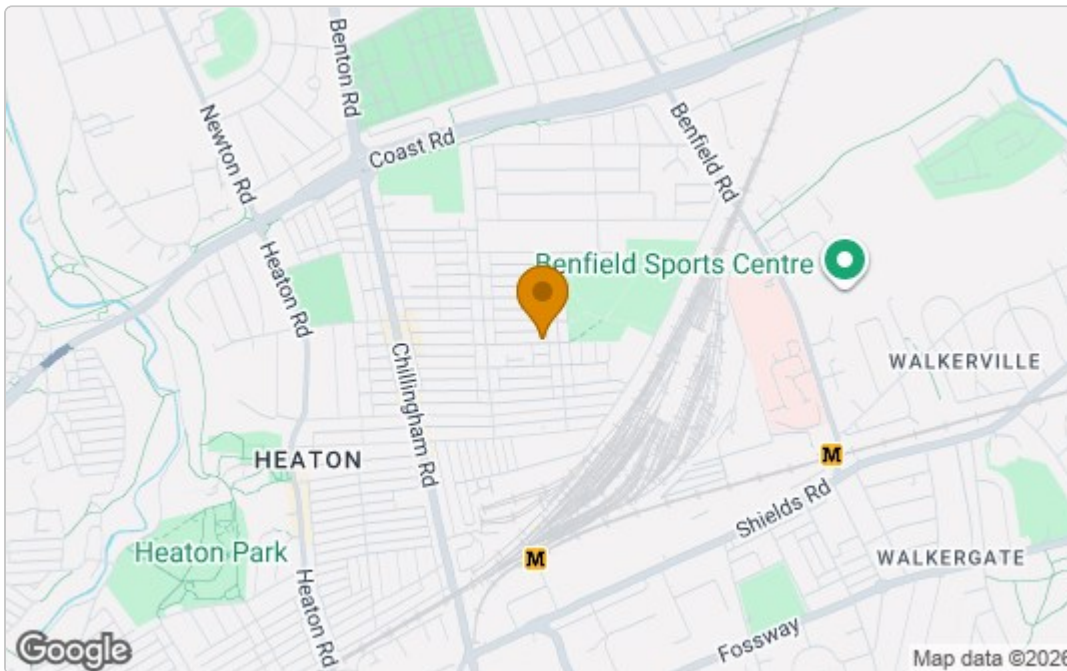 Benton Rd
Newton Rd
Coast Rd
Benfield Rd
Heaton Rd
Benfield Sports Centre
Chillingham Rd
WALKERVILLE
HEATON
M
Shields Rd
Heaton Park
M
WALKERGATE
Heaton Rd
Fossway
Google
Map data ©2026